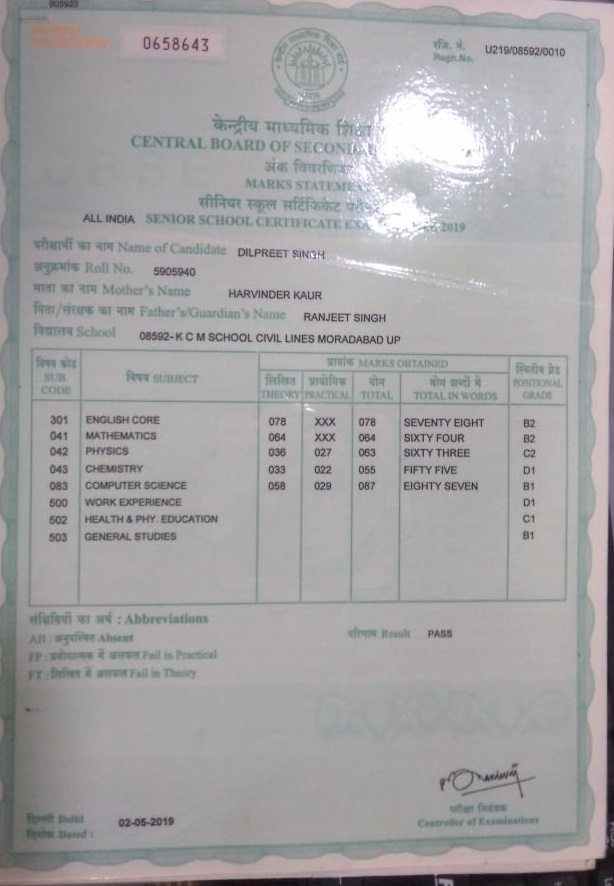 005923
0658643
रजि. नं.
Regn.No. U219/08592/0010
केन्द्रीय माध्यमिक
CENTRAL BOARD OF
अंक
MARKS
सीनियर स्कूल सर्टिफिकेट
ALL INDIA SENIOR SCHOOL CERTIFICATE 2019
परीक्षार्थी का नाम Name of Candidate DILPREET SINGH
अनुक्रमांक Roll No. 5905940
माता का नाम Mother's Name HARVINDER KAUR
पिता/संरक्षक का नाम Father's/Guardian's Name RANJEET SINGH
विद्यालय School 08592- K C M SCHOOL CIVIL LINES MORADABAD UP
विषय कोड SUB. CODE विषय SUBJECT प्राप्तांक MARKS OBTAINED स्थितीय ग्रेड POSITIONAL GRADE
लिखित THEORY प्रायोगिक PRACTICAL योग TOTAL योग शब्दों में TOTAL IN WORDS
301 ENGLISH CORE 078 XXX 078 SEVENTY EIGHT B2
041 MATHEMATICS 064 XXX 064 SIXTY FOUR B2
042 PHYSICS 036 027 063 SIXTY THREE C2
043 CHEMISTRY 033 022 055 FIFTY FIVE D1
083 COMPUTER SCIENCE 058 029 087 EIGHTY SEVEN B1
500 WORK EXPERIENCE D1
502 HEALTH & PHY. EDUCATION C1
503 GENERAL STUDIES B1
संक्षिप्तियों का अर्थ : Abbreviations
AB : अनुपस्थित Absent परिणाम Result PASS
FP : प्रयोगात्मक में असफल Fail in Practical
FT : लिखित में असफल Fail in Theory
परीक्षा नियंत्रक
Controller of Examinations
दिल्ली Delhi
दिनांक Dated : 02-05-2019